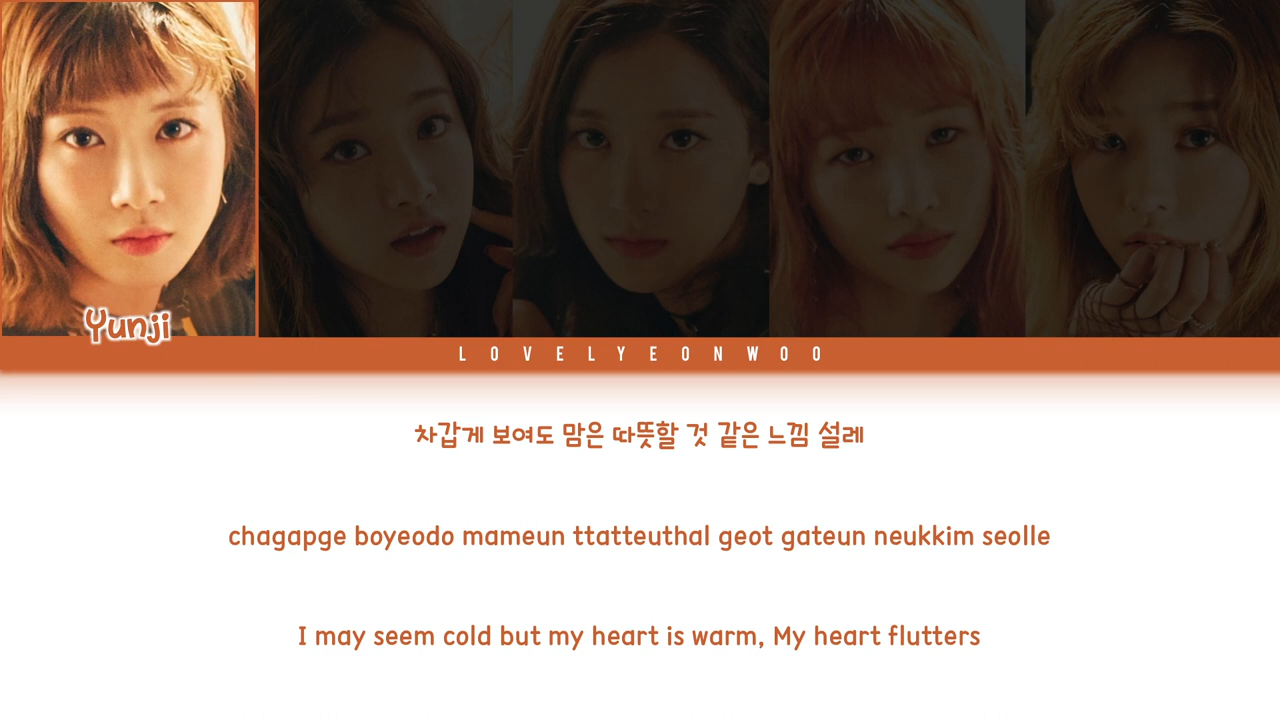 Yunji
LOVELYEONWOO
차갑게 보여도 맘은 따뜻할 것 같은 느낌 설레
chagapge boyeodo mameun ttatteuthal geot gateun neukkim seolle
I may seem cold but my heart is warm, My heart flutters